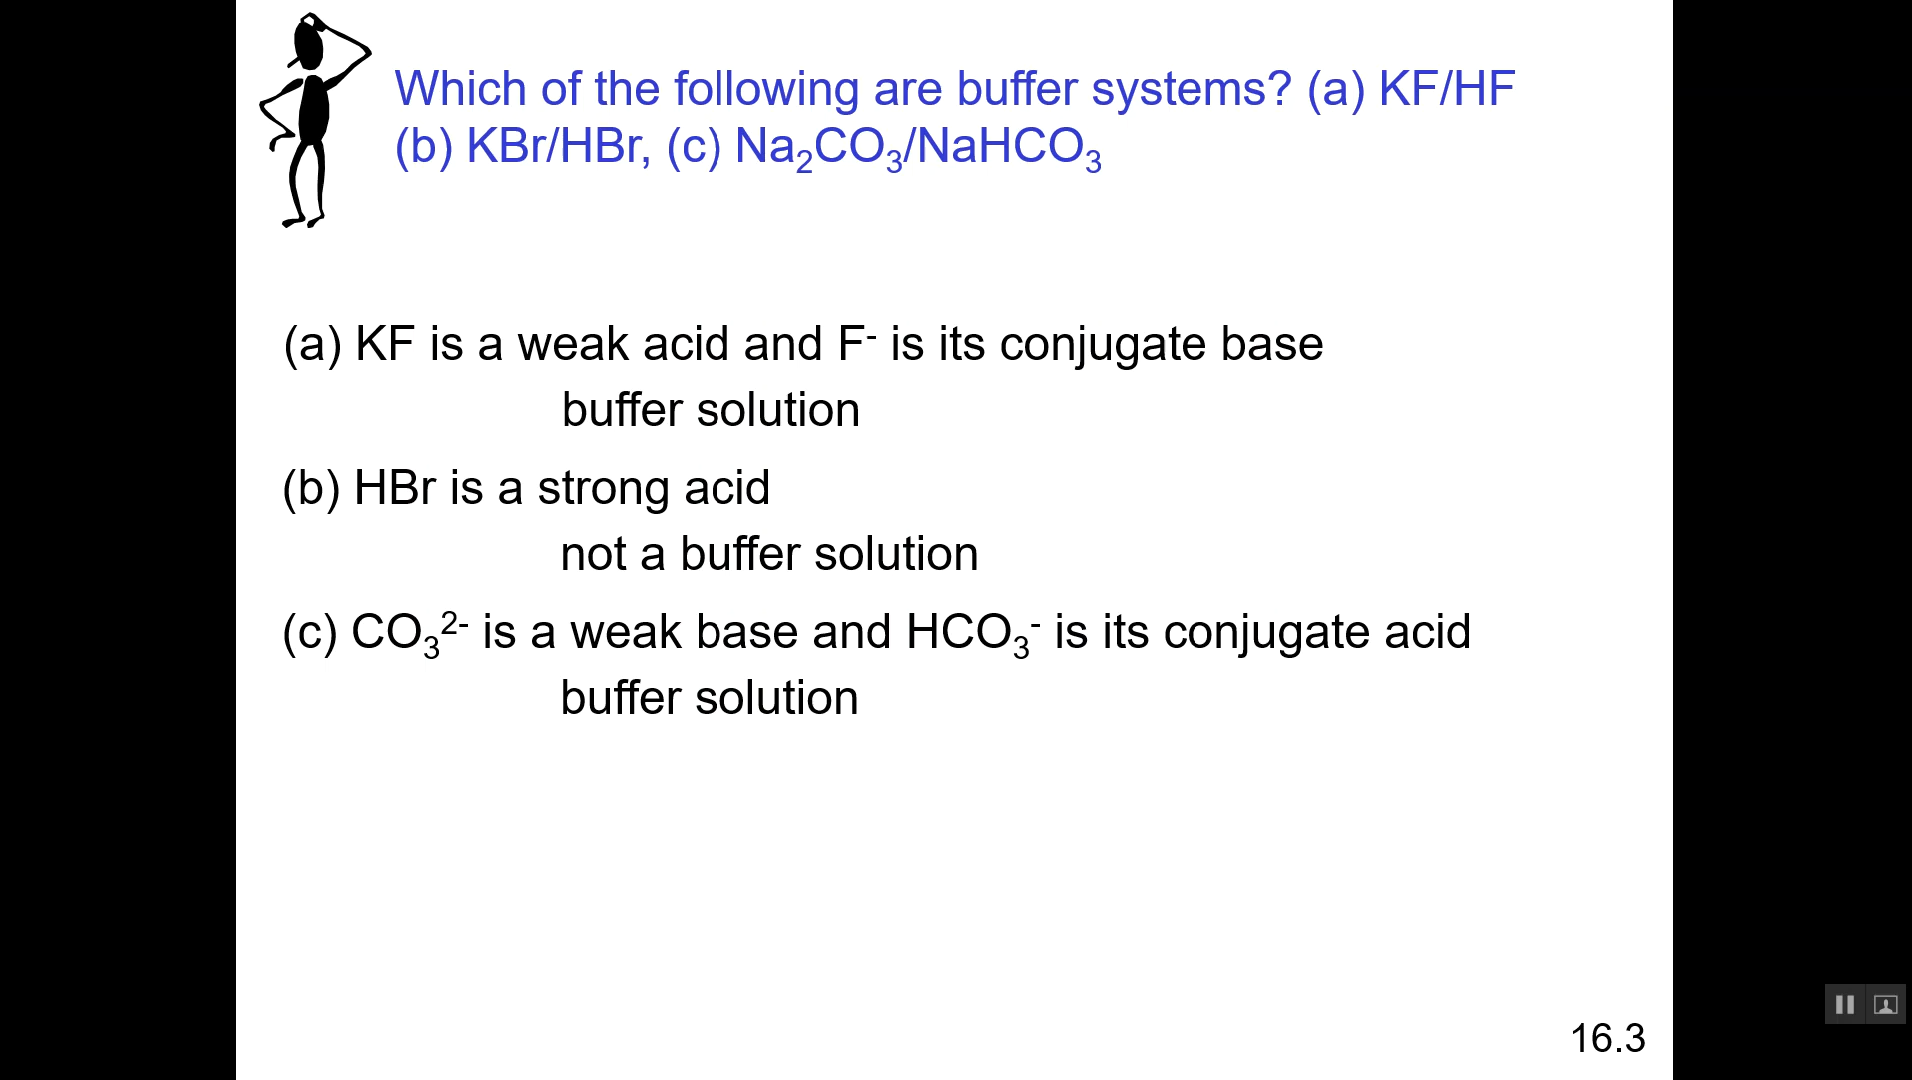 Which of the following are buffer systems? (a) KF/HF
(b) KBr/HBr, (c) Na₂CO₃/NaHCO₃
(a) KF is a weak acid and F⁻ is its conjugate base
buffer solution
(b) HBr is a strong acid
not a buffer solution
(c) CO₃²⁻ is a weak base and HCO₃⁻ is its conjugate acid
buffer solution
16.3